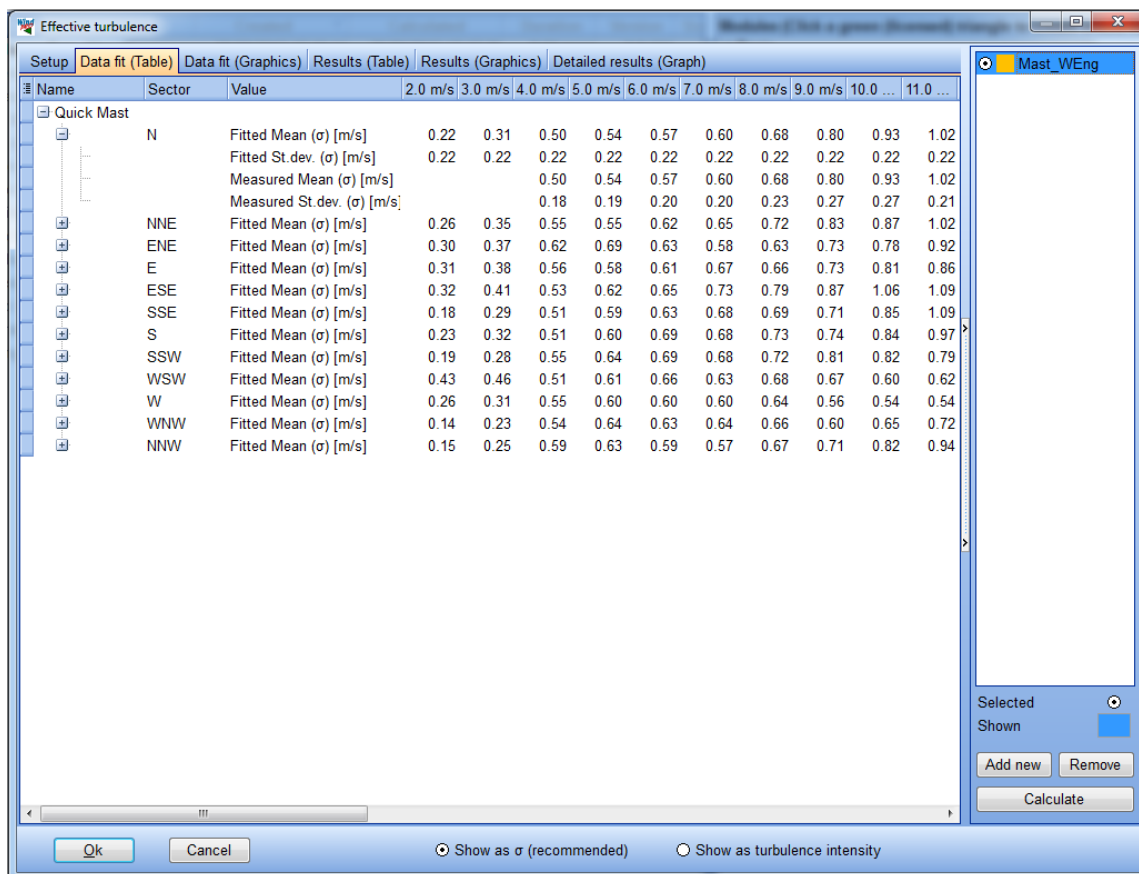 Effective turbulence
Setup Data fit (Table) Data fit (Graphics) Results (Table) Results (Graphics) Detailed results (Graph)
Mast_WEng
Name Sector Value 2.0 m/s 3.0 m/s 4.0 m/s 5.0 m/s 6.0 m/s 7.0 m/s 8.0 m/s 9.0 m/s 10.0 ... 11.0 ...
Quick Mast
N Fitted Mean (σ) [m/s] 0.22 0.31 0.50 0.54 0.57 0.60 0.68 0.80 0.93 1.02
Fitted St.dev. (σ) [m/s] 0.22 0.22 0.22 0.22 0.22 0.22 0.22 0.22 0.22 0.22
Measured Mean (σ) [m/s] 0.50 0.54 0.57 0.60 0.68 0.80 0.93 1.02
Measured St.dev. (σ) [m/s] 0.18 0.19 0.20 0.20 0.23 0.27 0.27 0.21
NNE Fitted Mean (σ) [m/s] 0.26 0.35 0.55 0.55 0.62 0.65 0.72 0.83 0.87 1.02
ENE Fitted Mean (σ) [m/s] 0.30 0.37 0.62 0.69 0.63 0.58 0.63 0.73 0.78 0.92
E Fitted Mean (σ) [m/s] 0.31 0.38 0.56 0.58 0.61 0.67 0.66 0.73 0.81 0.86
ESE Fitted Mean (σ) [m/s] 0.32 0.41 0.53 0.62 0.65 0.73 0.79 0.87 1.06 1.09
SSE Fitted Mean (σ) [m/s] 0.18 0.29 0.51 0.59 0.63 0.68 0.69 0.71 0.85 1.09
S Fitted Mean (σ) [m/s] 0.23 0.32 0.51 0.60 0.69 0.68 0.73 0.74 0.84 0.97
SSW Fitted Mean (σ) [m/s] 0.19 0.28 0.55 0.64 0.69 0.68 0.72 0.81 0.82 0.79
WSW Fitted Mean (σ) [m/s] 0.43 0.46 0.51 0.61 0.66 0.63 0.68 0.67 0.60 0.62
W Fitted Mean (σ) [m/s] 0.26 0.31 0.55 0.60 0.60 0.60 0.64 0.56 0.54 0.54
WNW Fitted Mean (σ) [m/s] 0.14 0.23 0.54 0.64 0.63 0.64 0.66 0.60 0.65 0.72
NNW Fitted Mean (σ) [m/s] 0.15 0.25 0.59 0.63 0.59 0.57 0.67 0.71 0.82 0.94
Selected
Shown
Add new Remove
Calculate
Ok Cancel Show as σ (recommended) Show as turbulence intensity